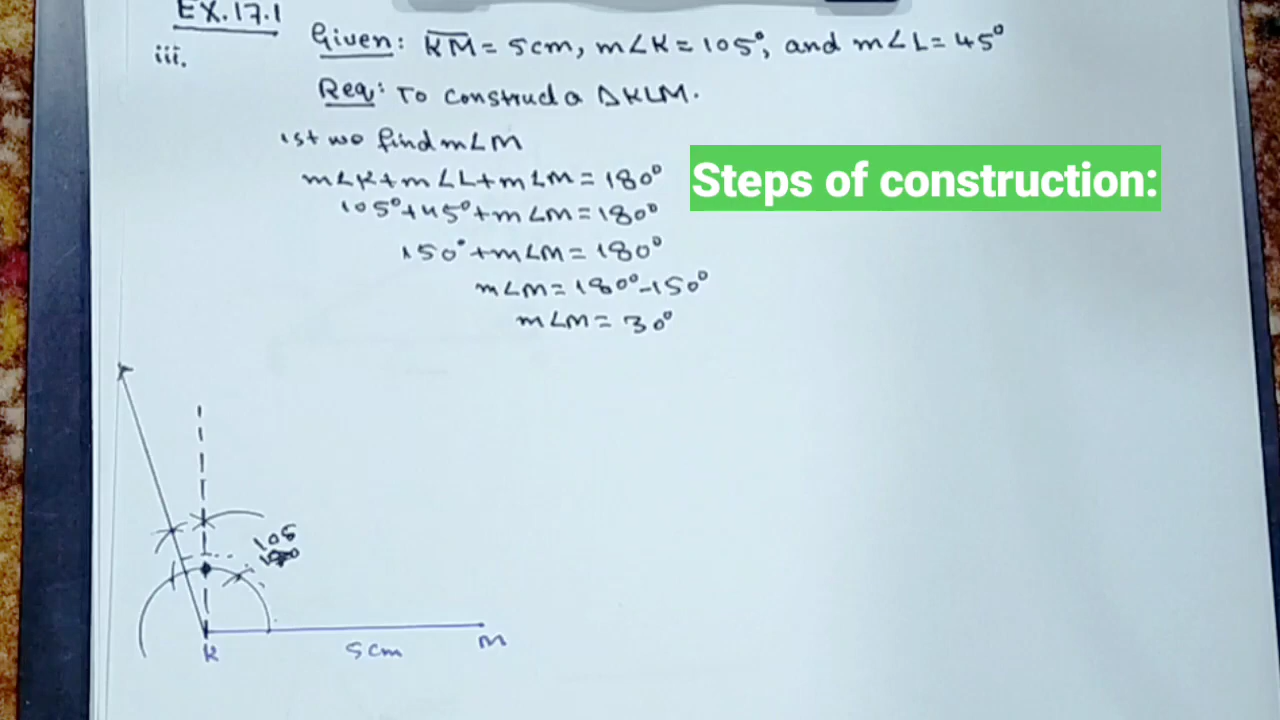 EX.17.1
iii. Given: KM = 5cm, m∠K = 105°, and m∠L = 45°
Req: To construct a ΔKLM.
1st we find m∠M
m∠K + m∠L + m∠M = 180°
Steps of construction:
105° + 45° + m∠M = 180°
150° + m∠M = 180°
m∠M = 180° - 150°
m∠M = 30°
105
K
5cm
M